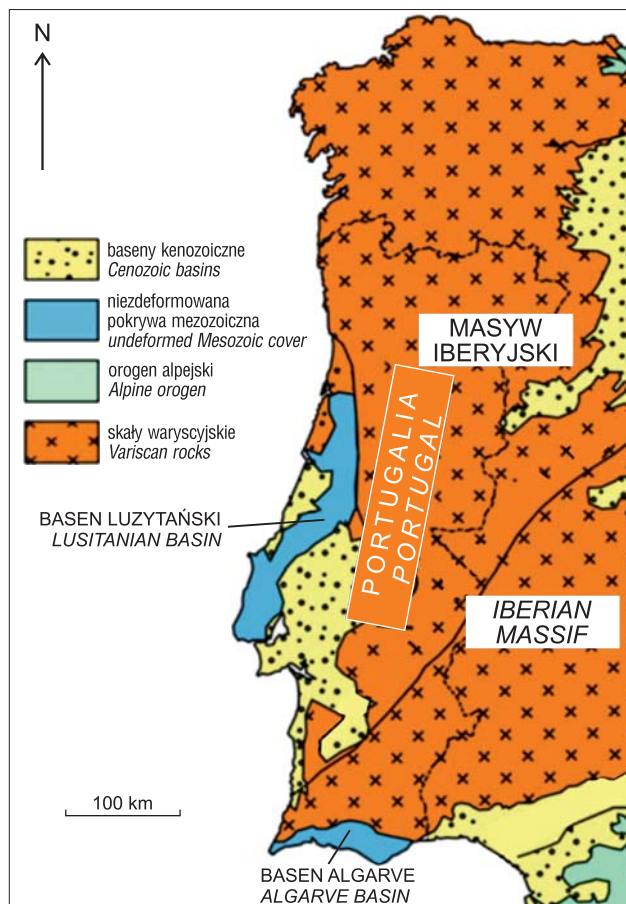 N
baseny kenozoiczne
Cenozoic basins
niezdeformowana
pokrywa mezozoiczna
undeformed Mesozoic cover
orogen alpejski
Alpine orogen
skały waryscyjskie
Variscan rocks
MASYW
IBERYJSKI
PORTUGALIA
PORTUGAL
BASEN LUZYTAŃSKI
LUSITANIAN BASIN
IBERIAN
MASSIF
100 km
BASEN ALGARVE
ALGARVE BASIN